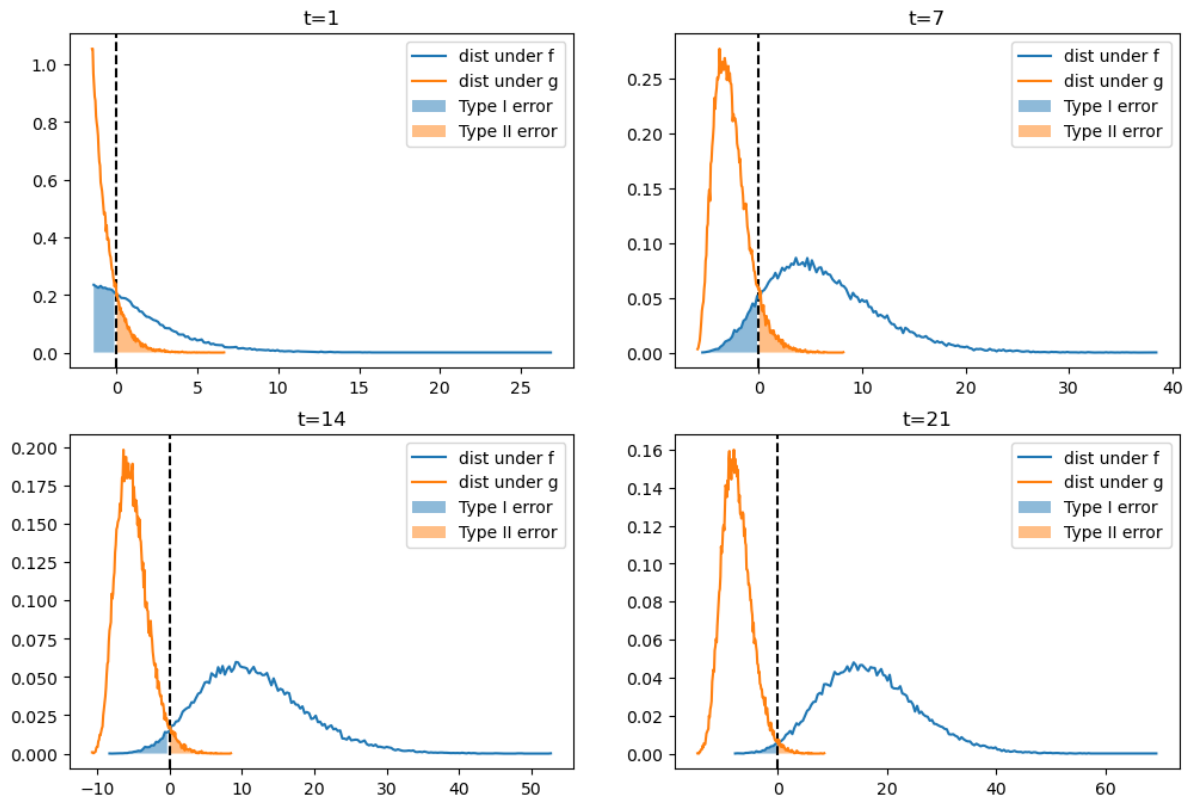 t=1
1.0
0.8
0.6
0.4
0.2
0.0
0
5
10
15
20
25
dist under f
dist under g
Type I error
Type II error
t=7
0.25
0.20
0.15
0.10
0.05
0.00
0
10
20
30
40
dist under f
dist under g
Type I error
Type II error
t=14
0.200
0.175
0.150
0.125
0.100
0.075
0.050
0.025
0.000
−10
0
10
20
30
40
50
dist under f
dist under g
Type I error
Type II error
t=21
0.16
0.14
0.12
0.10
0.08
0.06
0.04
0.02
0.00
0
20
40
60
dist under f
dist under g
Type I error
Type II error